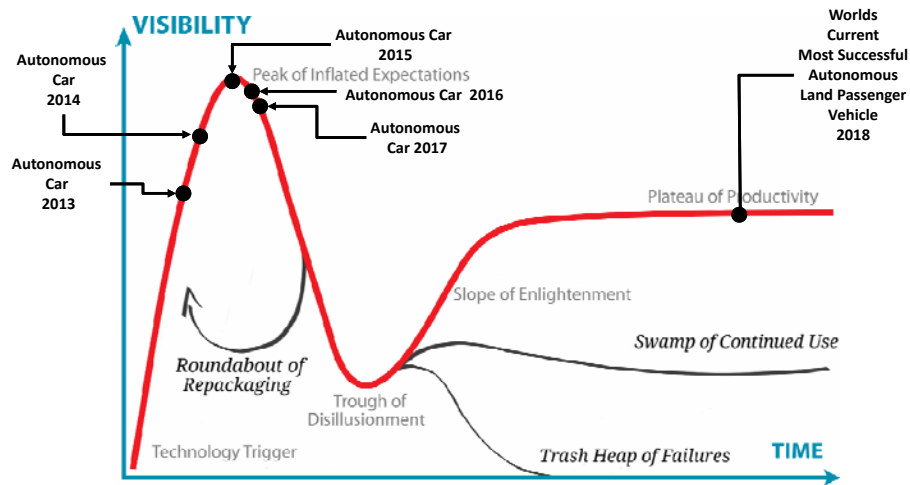 VISIBILITY
Autonomous Car
2015
Worlds
Current
Most Successful
Autonomous
Land Passenger
Vehicle
2018
Autonomous
Car
2014
Peak of Inflated Expectations
Autonomous Car 2016
Autonomous
Car 2017
Autonomous
Car
2013
Plateau of Productivity
Slope of Enlightenment
Swamp of Continued Use
Roundabout of
Repackaging
Trough of
Disillusionment
Technology Trigger
Trash Heap of Failures
TIME